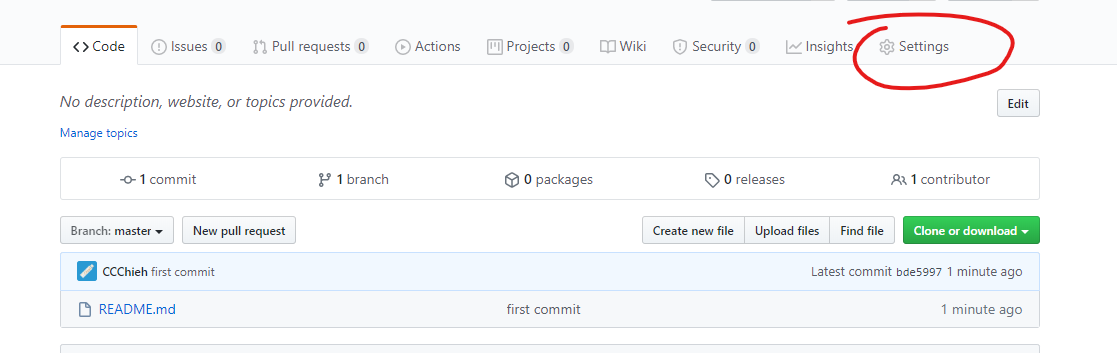 Code Issues 0 Pull requests 0 Actions Projects 0 Wiki Security 0 Insights Settings
No description, website, or topics provided. Edit
Manage topics
1 commit 1 branch 0 packages 0 releases 1 contributor
Branch: master New pull request Create new file Upload files Find file Clone or download
CCChieh first commit Latest commit bde5997 1 minute ago
README.md first commit 1 minute ago